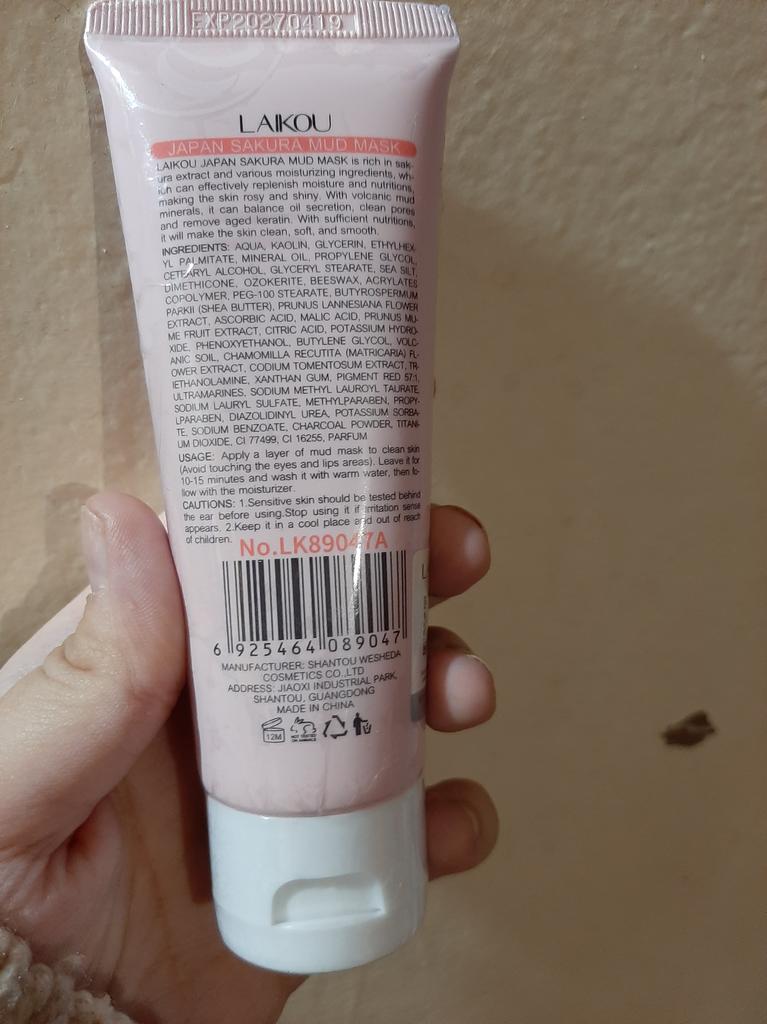 EXP20270419
LAIKOU
JAPAN SAKURA MUD MASK
LAIKOU JAPAN SAKURA MUD MASK is rich in sak-
ura extract and various moisturizing ingredients, wh-
ich can effectively replenish moisture and nutritions,
making the skin rosy and shiny. With volcanic mud
minerals, it can balance oil secretion, clean pores
and remove aged keratin. With sufficient nutritions,
it will make the skin clean, soft, and smooth.
INGREDIENTS: AQUA, KAOLIN, GLYCERIN, ETHYLHEX-
YL PALMITATE, MINERAL OIL, PROPYLENE GLYCOL,
CETEARYL ALCOHOL, GLYCERYL STEARATE, SEA SILT,
DIMETHICONE, OZOKERITE, BEESWAX, ACRYLATES
COPOLYMER, PEG-100 STEARATE, BUTYROSPERMUM
PARKII (SHEA BUTTER), PRUNUS LANNESIANA FLOWER
EXTRACT, ASCORBIC ACID, MALIC ACID, PRUNUS MU-
ME FRUIT EXTRACT, CITRIC ACID, POTASSIUM HYDRO-
XIDE, PHENOXYETHANOL, BUTYLENE GLYCOL, VOLC-
ANIC SOIL, CHAMOMILLA RECUTITA (MATRICARIA) FL-
OWER EXTRACT, CODIUM TOMENTOSUM EXTRACT, TR-
IETHANOLAMINE, XANTHAN GUM, PIGMENT RED 57:1,
ULTRAMARINES, SODIUM METHYL LAUROYL TAURATE,
SODIUM LAURYL SULFATE, METHYLPARABEN, PROPY-
LPARABEN, DIAZOLIDINYL UREA, POTASSIUM SORBA-
TE, SODIUM BENZOATE, CHARCOAL POWDER, TITANI-
UM DIOXIDE, CI 77499, CI 16255, PARFUM
USAGE: Apply a layer of mud mask to clean skin
(Avoid touching the eyes and lips areas). Leave it for
10-15 minutes and wash it with warm water, then fo-
llow with the moisturizer.
CAUTIONS: 1.Sensitive skin should be tested behind
the ear before using.Stop using it if irritation sense
appears. 2.Keep it in a cool place and out of reach
of children.
No.LK89047A
6 925464 089047
MANUFACTURER: SHANTOU WESHEDA
COSMETICS CO.,LTD
ADDRESS: JIAOXI INDUSTRIAL PARK,
SHANTOU, GUANGDONG
MADE IN CHINA
12M
NOT TESTED
ON ANIMALS